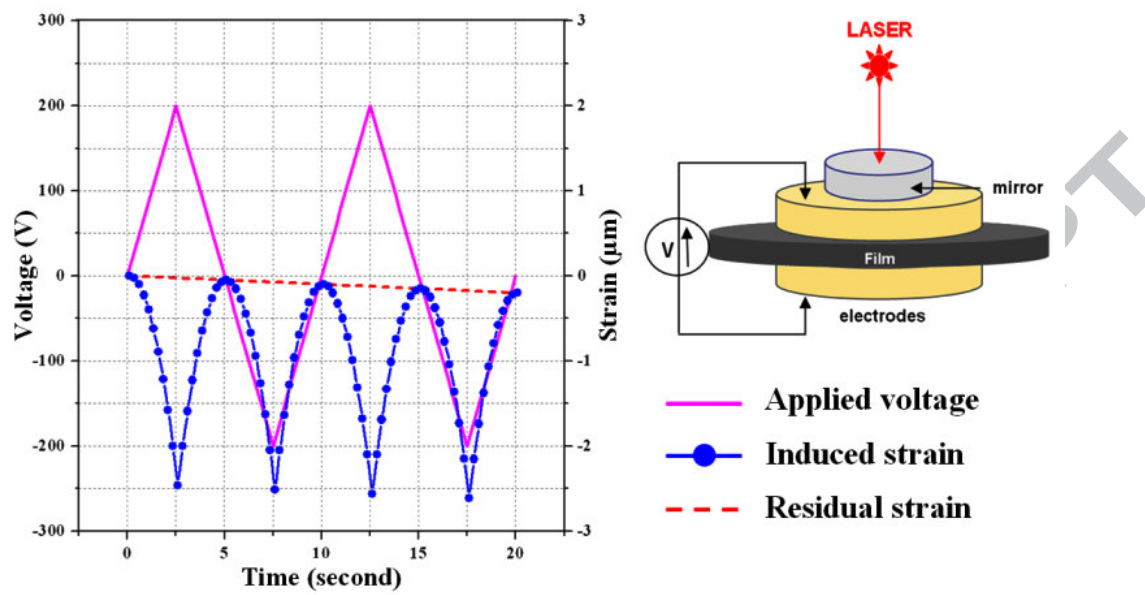 300
200
100
0
-100
-200
-300
Voltage (V)
3
2
1
0
-1
-2
-3
Strain (μm)
0 5 10 15 20
Time (second)
LASER
mirror
V
Film
electrodes
Applied voltage
Induced strain
Residual strain